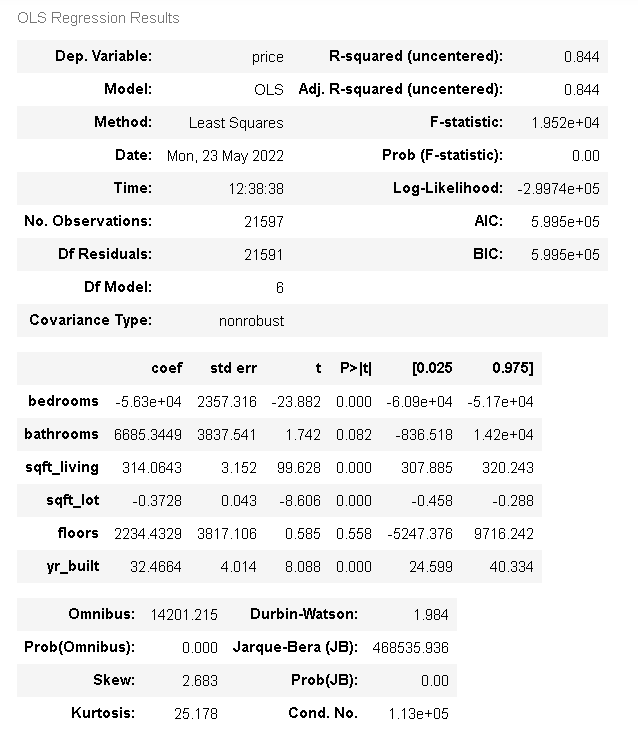 OLS Regression Results
Dep. Variable: price R-squared (uncentered): 0.844
Model: OLS Adj. R-squared (uncentered): 0.844
Method: Least Squares F-statistic: 1.952e+04
Date: Mon, 23 May 2022 Prob (F-statistic): 0.00
Time: 12:38:38 Log-Likelihood: -2.9974e+05
No. Observations: 21597 AIC: 5.995e+05
Df Residuals: 21591 BIC: 5.995e+05
Df Model: 6
Covariance Type: nonrobust
coef std err t P>|t| [0.025 0.975]
bedrooms -5.63e+04 2357.316 -23.882 0.000 -6.09e+04 -5.17e+04
bathrooms 6685.3449 3837.541 1.742 0.082 -836.518 1.42e+04
sqft_living 314.0643 3.152 99.628 0.000 307.885 320.243
sqft_lot -0.3728 0.043 -8.606 0.000 -0.458 -0.288
floors 2234.4329 3817.106 0.585 0.558 -5247.376 9716.242
yr_built 32.4664 4.014 8.088 0.000 24.599 40.334
Omnibus: 14201.215 Durbin-Watson: 1.984
Prob(Omnibus): 0.000 Jarque-Bera (JB): 468535.936
Skew: 2.683 Prob(JB): 0.00
Kurtosis: 25.178 Cond. No. 1.13e+05